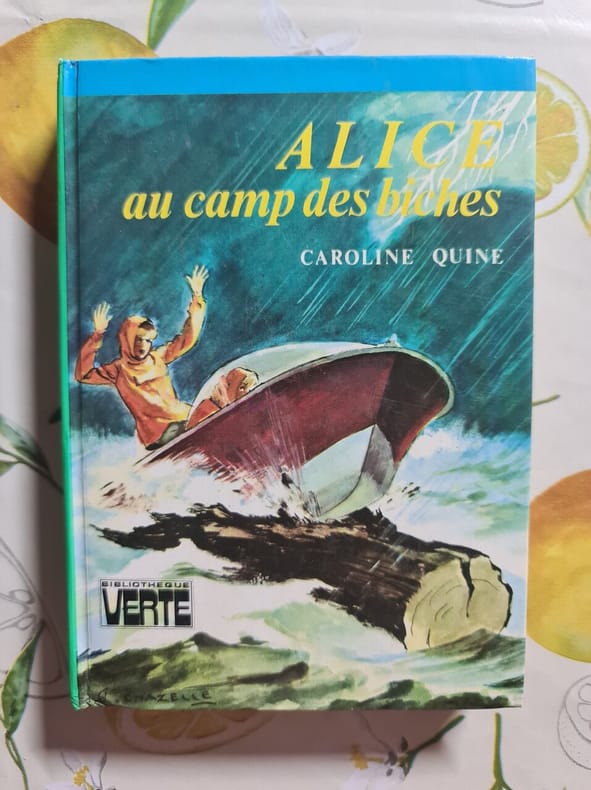 ALICE
au camp des biches
CAROLINE QUINE
BIBLIOTHEQUE
VERTE
CHAZELLE